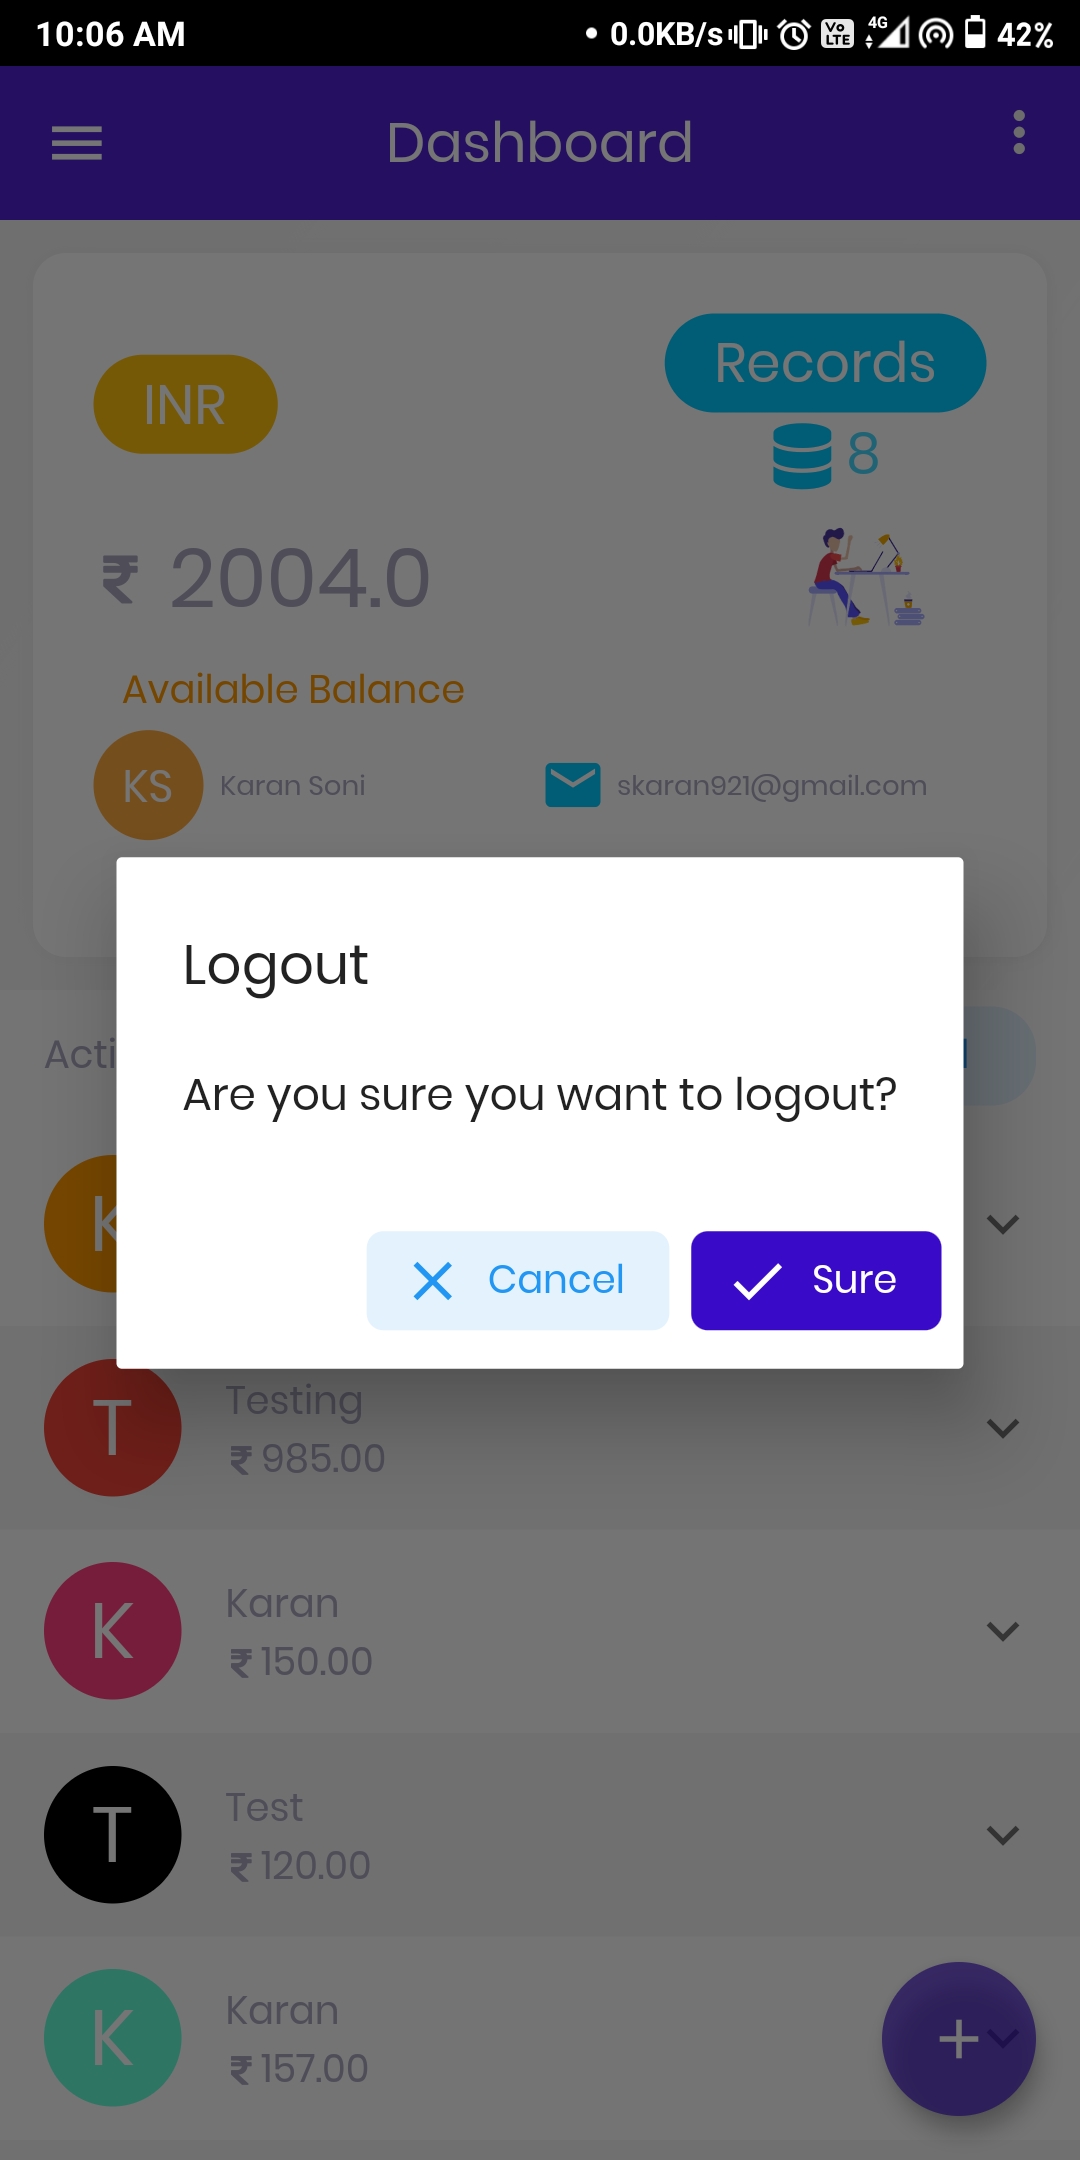 10:06 AM
0.0KB/s
Vo LTE
4G
42%
Dashboard
INR
Records
8
₹ 2004.0
Available Balance
KS
Karan Soni
skaran921@gmail.com
Logout
Are you sure you want to logout?
Cancel
Sure
K
T
Testing
₹ 985.00
K
Karan
₹ 150.00
T
Test
₹ 120.00
K
Karan
₹ 157.00